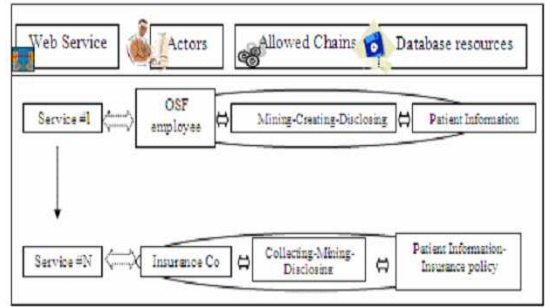 Web Service Actors Allowed Chains Database resources
OSF
employee
Service #1 Mining-Creating-Disclosing Patient Information
Service #N Insurance Co
Collecting-Mining-
Disclosing
Patient Information-
Insurance policy